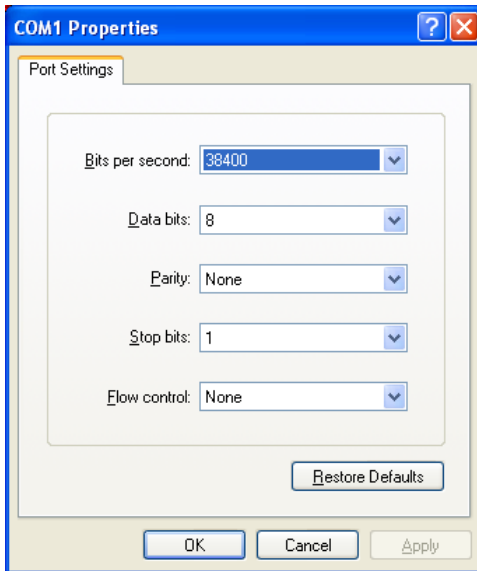 COM1 Properties
Port Settings
Bits per second: 38400
Data bits: 8
Parity: None
Stop bits: 1
Flow control: None
Restore Defaults
OK Cancel Apply